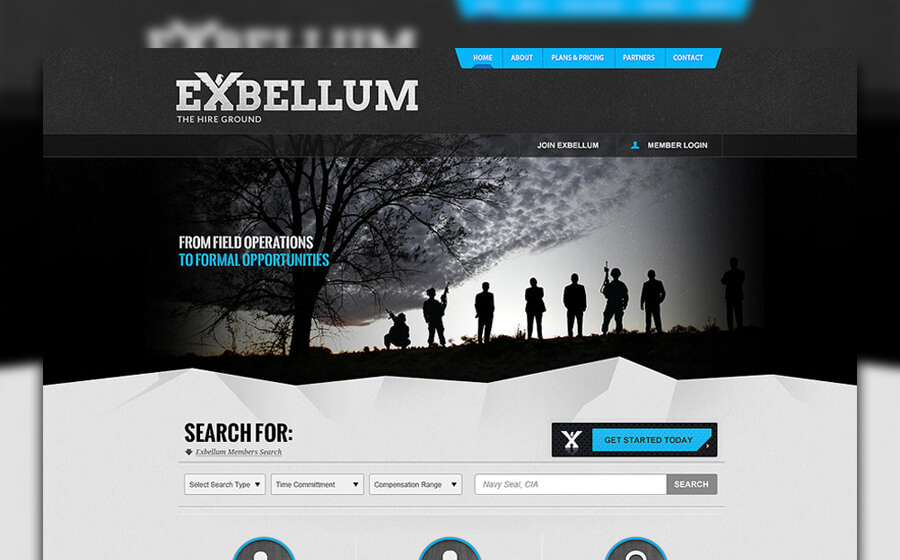 HOME ABOUT PLANS & PRICING PARTNERS CONTACT
EXBELLUM
THE HIRE GROUND
JOIN EXBELLUM MEMBER LOGIN
FROM FIELD OPERATIONS
TO FORMAL OPPORTUNITIES
SEARCH FOR:
Exbellum Members Search
GET STARTED TODAY
Select Search Type Time Committment Compensation Range Navy Seal, CIA SEARCH